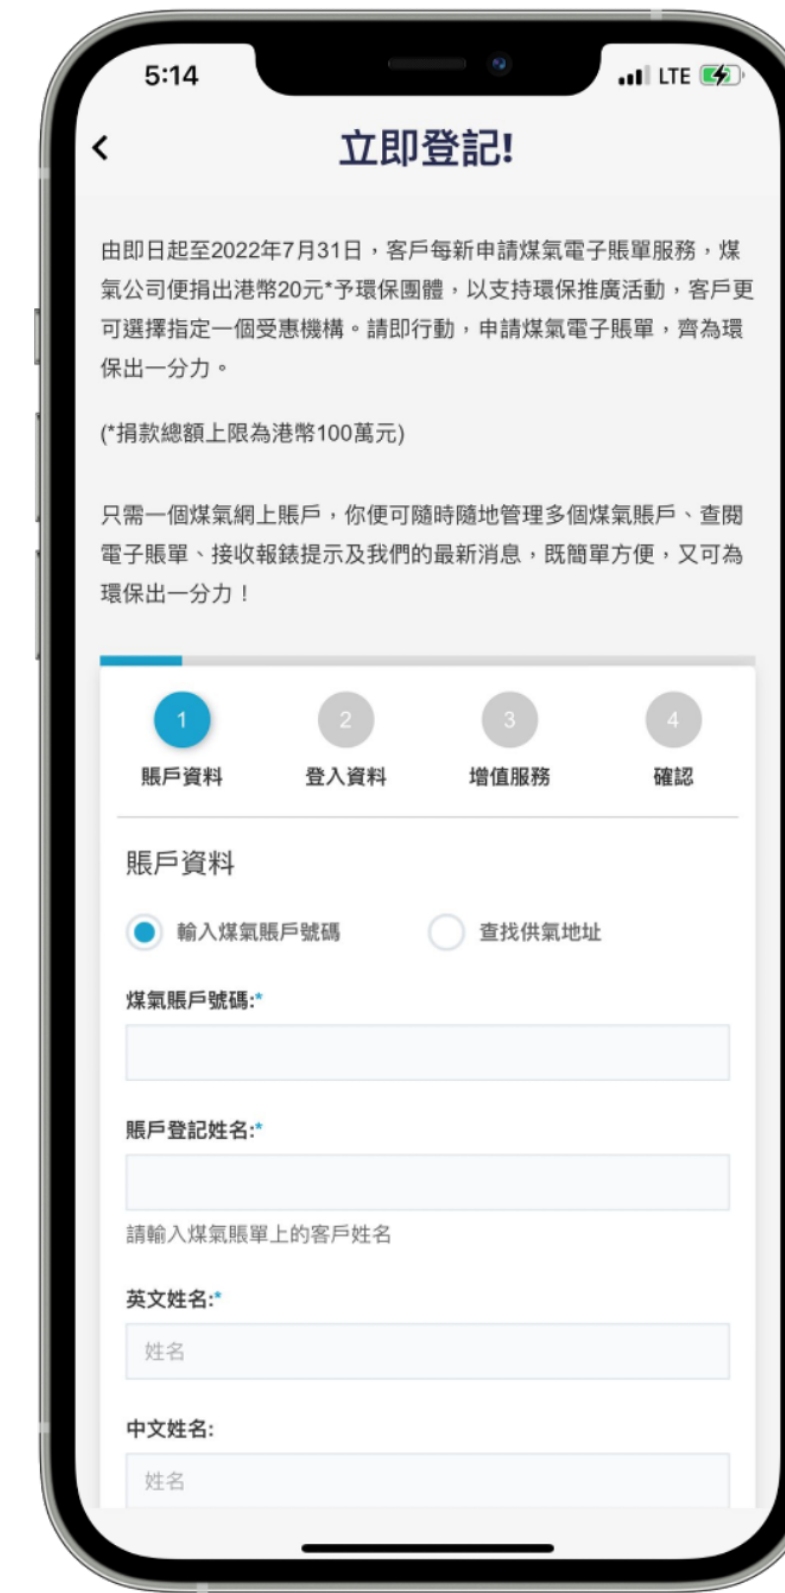 5:14
LTE
立即登記!
由即日起至2022年7月31日，客戶每新申請煤氣電子賬單服務，煤
氣公司便捐出港幣20元*予環保團體，以支持環保推廣活動，客戶更
可選擇指定一個受惠機構。請即行動，申請煤氣電子賬單，齊為環
保出一分力。
(*捐款總額上限為港幣100萬元)
只需一個煤氣網上賬戶，你便可隨時隨地管理多個煤氣賬戶、查閱
電子賬單、接收報錶提示及我們的最新消息，既簡單方便，又可為
環保出一分力！
1 2 3 4
賬戶資料 登入資料 增值服務 確認
賬戶資料
輸入煤氣賬戶號碼 查找供氣地址
煤氣賬戶號碼:*
賬戶登記姓名:*
請輸入煤氣賬單上的客戶姓名
英文姓名:*
姓名
中文姓名:
姓名